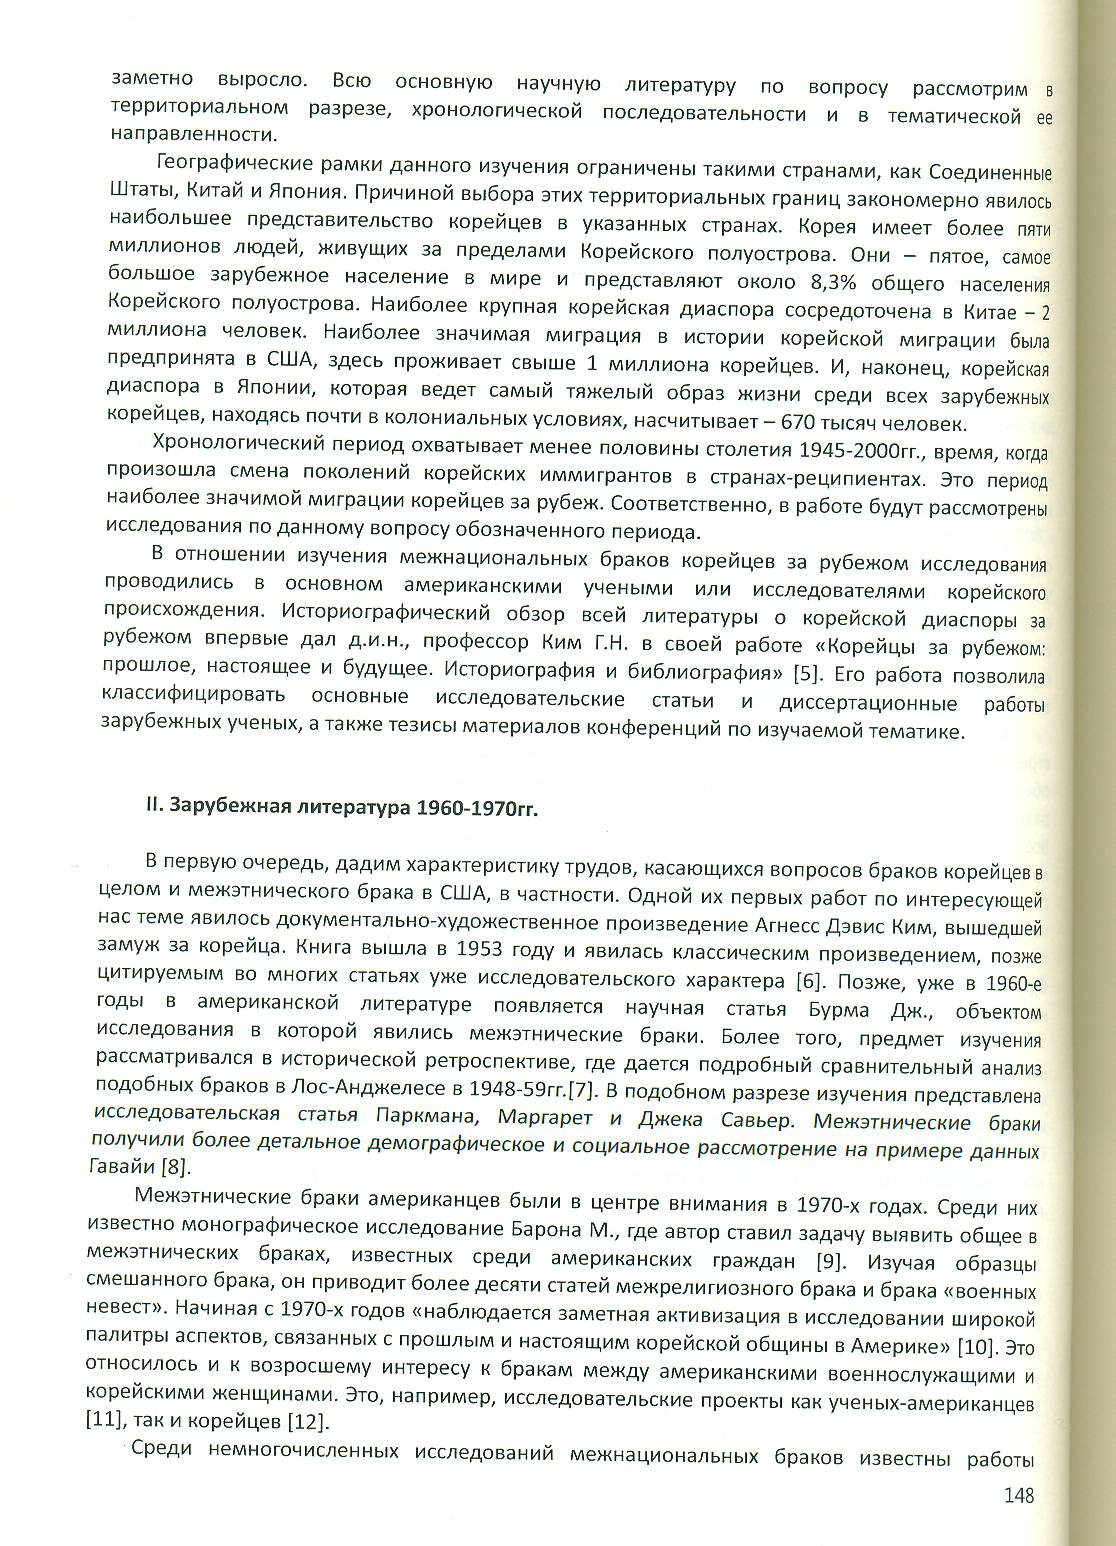 заметно выросло. Всю основную научную литературу по вопросу рассмотрим в
территориальном разрезе, хронологической последовательности и в тематической ее
направленности.
Географические рамки данного изучения ограничены такими странами, как Соединенные
Штаты, Китай и Япония. Причиной выбора этих территориальных границ закономерно явилось
наибольшее представительство корейцев в указанных странах. Корея имеет более пяти
миллионов людей, живущих за пределами Корейского полуострова. Они – пятое, самое
большое зарубежное население в мире и представляют около 8,3% общего населения
Корейского полуострова. Наиболее крупная корейская диаспора сосредоточена в Китае – 2
миллиона человек. Наиболее значимая миграция в истории корейской миграции была
предпринята в США, здесь проживает свыше 1 миллиона корейцев. И, наконец, корейская
диаспора в Японии, которая ведет самый тяжелый образ жизни среди всех зарубежных
корейцев, находясь почти в колониальных условиях, насчитывает – 670 тысяч человек.
Хронологический период охватывает менее половины столетия 1945-2000гг., время, когда
произошла смена поколений корейских иммигрантов в странах-реципиентах. Это период
наиболее значимой миграции корейцев за рубеж. Соответственно, в работе будут рассмотрены
исследования по данному вопросу обозначенного периода.
В отношении изучения межнациональных браков корейцев за рубежом исследования
проводились в основном американскими учеными или исследователями корейского
происхождения. Историографический обзор всей литературы о корейской диаспоры за
рубежом впервые дал д.и.н., профессор Ким Г.Н. в своей работе «Корейцы за рубежом:
прошлое, настоящее и будущее. Историография и библиография» [5]. Его работа позволила
классифицировать основные исследовательские статьи и диссертационные работы
зарубежных ученых, а также тезисы материалов конференций по изучаемой тематике.
II. Зарубежная литература 1960-1970гг.
В первую очередь, дадим характеристику трудов, касающихся вопросов браков корейцев в
целом и межэтнического брака в США, в частности. Одной их первых работ по интересующей
нас теме явилось документально-художественное произведение Агнесс Дэвис Ким, вышедшей
замуж за корейца. Книга вышла в 1953 году и явилась классическим произведением, позже
цитируемым во многих статьях уже исследовательского характера [6]. Позже, уже в 1960-е
годы в американской литературе появляется научная статья Бурма Дж., объектом
исследования в которой явились межэтнические браки. Более того, предмет изучения
рассматривался в исторической ретроспективе, где дается подробный сравнительный анализ
подобных браков в Лос-Анджелесе в 1948-59гг.[7]. В подобном разрезе изучения представлена
исследовательская статья Паркмана, Маргарет и Джека Савьер. Межэтнические браки
получили более детальное демографическое и социальное рассмотрение на примере данных
Гавайи [8].
Межэтнические браки американцев были в центре внимания в 1970-х годах. Среди них
известно монографическое исследование Барона М., где автор ставил задачу выявить общее в
межэтнических браках, известных среди американских граждан [9]. Изучая образцы
смешанного брака, он приводит более десяти статей межрелигиозного брака и брака «военных
невест». Начиная с 1970-х годов «наблюдается заметная активизация в исследовании широкой
палитры аспектов, связанных с прошлым и настоящим корейской общины в Америке» [10]. Это
относилось и к возросшему интересу к бракам между американскими военнослужащими и
корейскими женщинами. Это, например, исследовательские проекты как ученых-американцев
[11], так и корейцев [12].
Среди немногочисленных исследований межнациональных браков известны работы
148